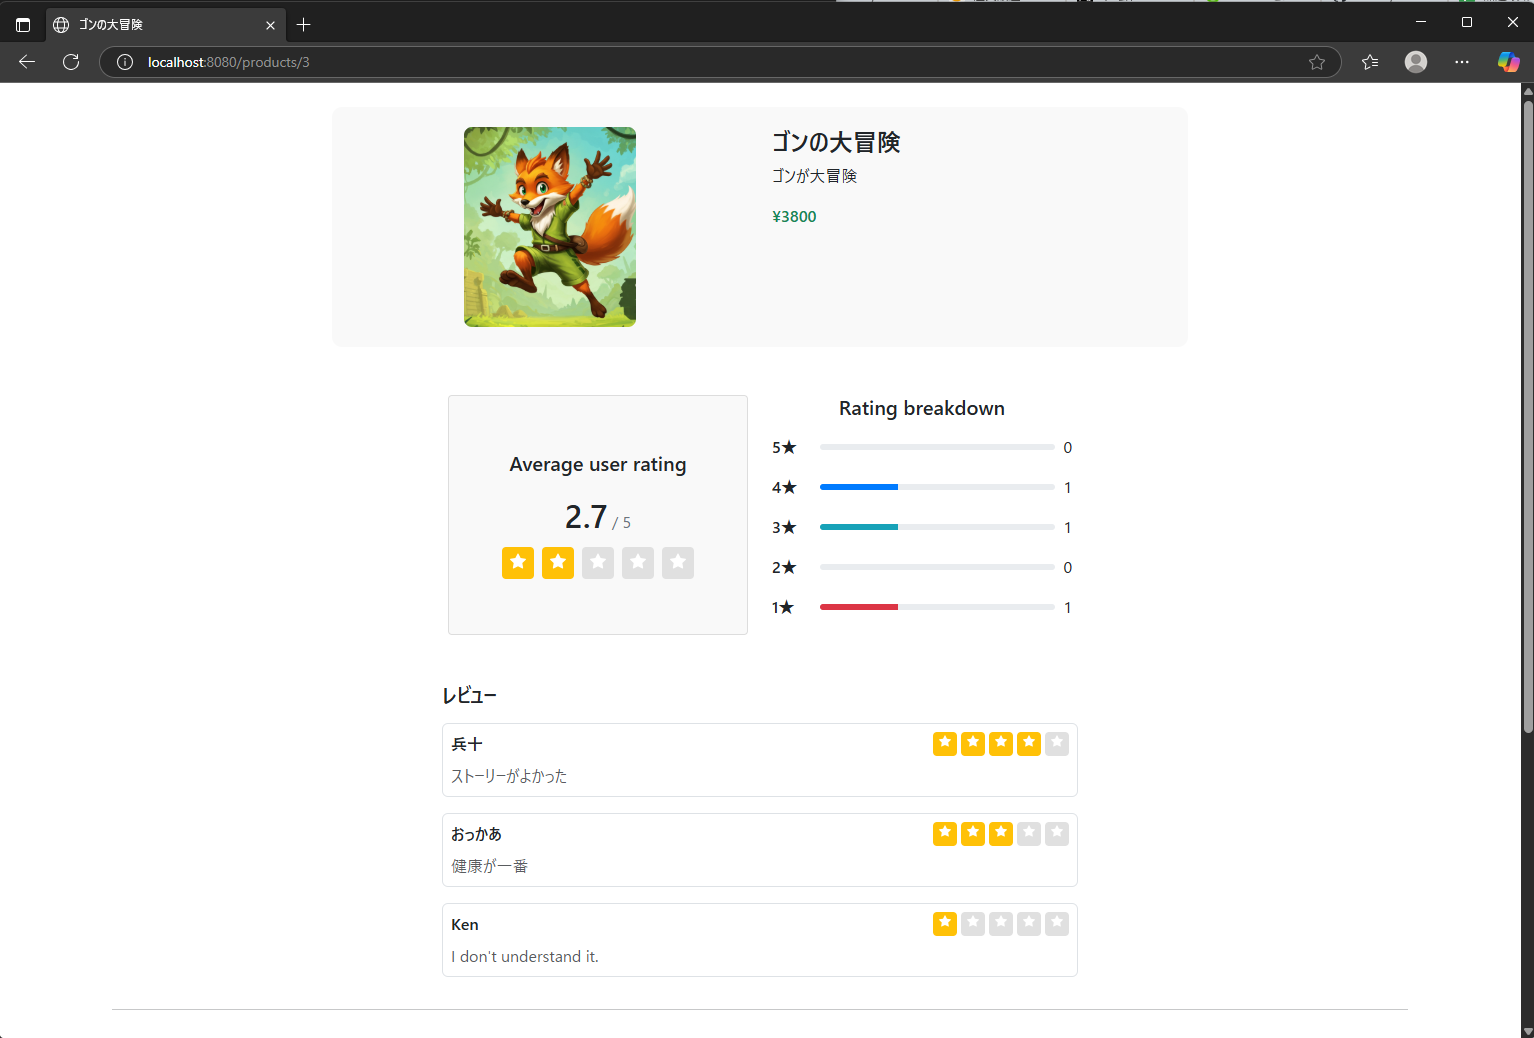 ゴンの大冒険
localhost:8080/products/3
ゴンの大冒険
ゴンが大冒険
¥3800
Average user rating
2.7 / 5
Rating breakdown
5★ 0
4★ 1
3★ 1
2★ 0
1★ 1
レビュー
兵十
ストーリーがよかった
おっかあ
健康が一番
Ken
I don't understand it.